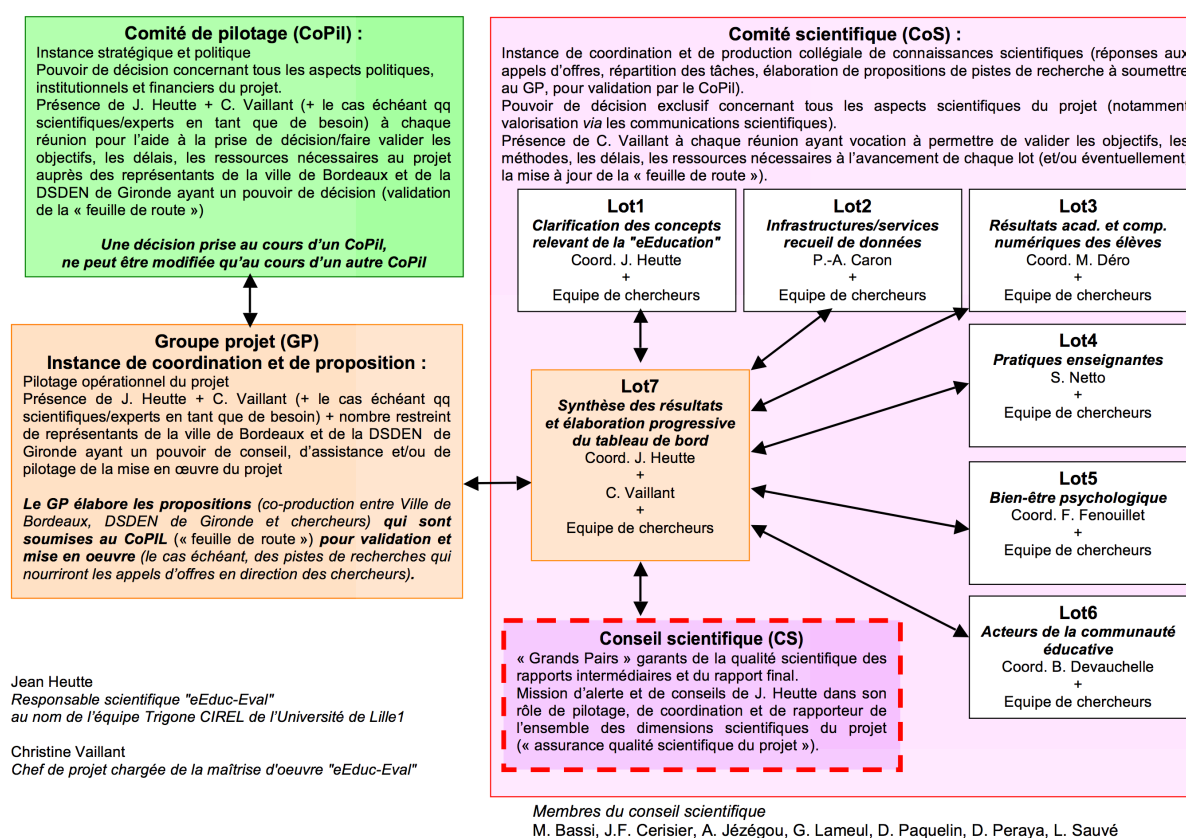 Comité de pilotage (CoPil) :
Instance stratégique et politique
Pouvoir de décision concernant tous les aspects politiques,
institutionnels et financiers du projet.
Présence de J. Heutte + C. Vaillant (+ le cas échéant qq
scientifiques/experts en tant que de besoin) à chaque
réunion pour l'aide à la prise de décision/faire valider les
objectifs, les délais, les ressources nécessaires au projet
auprès des représentants de la ville de Bordeaux et de la
DSDEN de Gironde ayant un pouvoir de décision (validation
de la « feuille de route »)
Une décision prise au cours d'un CoPil,
ne peut être modifiée qu'au cours d'un autre CoPil
Groupe projet (GP)
Instance de coordination et de proposition :
Pilotage opérationnel du projet
Présence de J. Heutte + C. Vaillant (+ le cas échéant qq
scientifiques/experts en tant que de besoin) + nombre restreint
de représentants de la ville de Bordeaux et de la DSDEN de
Gironde ayant un pouvoir de conseil, d'assistance et/ou de
pilotage de la mise en œuvre du projet
Le GP élabore les propositions (co-production entre Ville de
Bordeaux, DSDEN de Gironde et chercheurs) qui sont
soumises au CoPIL (« feuille de route ») pour validation et
mise en oeuvre (le cas échéant, des pistes de recherches qui
nourriront les appels d'offres en direction des chercheurs).
Jean Heutte
Responsable scientifique "eEduc-Eval"
au nom de l'équipe Trigone CIREL de l'Université de Lille1
Christine Vaillant
Chef de projet chargée de la maîtrise d'oeuvre "eEduc-Eval"
Comité scientifique (CoS) :
Instance de coordination et de production collégiale de connaissances scientifiques (réponses aux
appels d'offres, répartition des tâches, élaboration de propositions de pistes de recherche à soumettre
au GP, pour validation par le CoPil).
Pouvoir de décision exclusif concernant tous les aspects scientifiques du projet (notamment
valorisation via les communications scientifiques).
Présence de C. Vaillant à chaque réunion ayant vocation à permettre de valider les objectifs, les
méthodes, les délais, les ressources nécessaires à l'avancement de chaque lot (et/ou éventuellement,
la mise à jour de la « feuille de route »).
Lot1
Clarification des concepts
relevant de la "eEducation"
Coord. J. Heutte
+
Equipe de chercheurs
Lot2
Infrastructures/services
recueil de données
P.-A. Caron
+
Equipe de chercheurs
Lot3
Résultats acad. et comp.
numériques des élèves
Coord. M. Déro
+
Equipe de chercheurs
Lot4
Pratiques enseignantes
S. Netto
+
Equipe de chercheurs
Lot7
Synthèse des résultats
et élaboration progressive
du tableau de bord
Coord. J. Heutte
+
C. Vaillant
+
Equipe de chercheurs
Lot5
Bien-être psychologique
Coord. F. Fenouillet
+
Equipe de chercheurs
Lot6
Acteurs de la communauté
éducative
Coord. B. Devauchelle
+
Equipe de chercheurs
Conseil scientifique (CS)
« Grands Pairs » garants de la qualité scientifique des
rapports intermédiaires et du rapport final.
Mission d'alerte et de conseils de J. Heutte dans son
rôle de pilotage, de coordination et de rapporteur de
l'ensemble des dimensions scientifiques du projet
(« assurance qualité scientifique du projet »).
Membres du conseil scientifique
M. Bassi, J.F. Cerisier, A. Jézégou, G. Lameul, D. Paquelin, D. Peraya, L. Sauvé